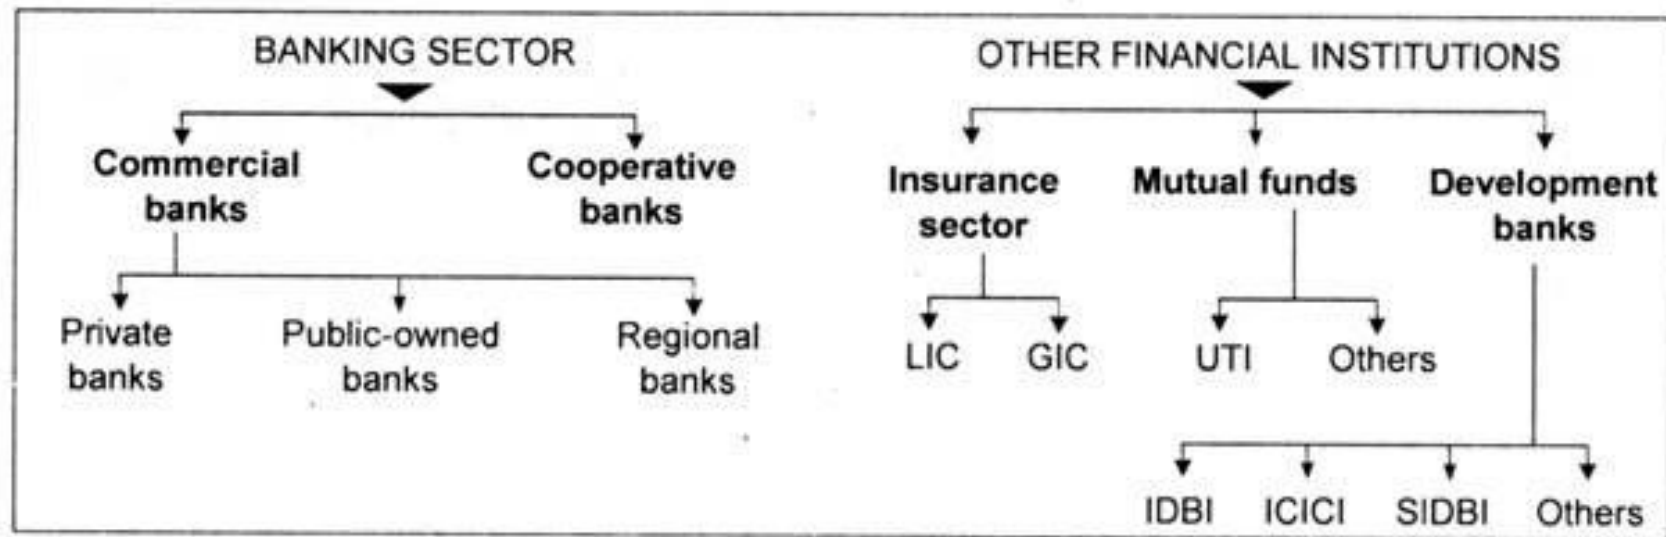 BANKING SECTOR
Commercial
banks
Cooperative
banks
Private
banks
Public-owned
banks
Regional
banks
OTHER FINANCIAL INSTITUTIONS
Insurance
sector
Mutual funds
Development
banks
LIC
GIC
UTI
Others
IDBI
ICICI
SIDBI
Others